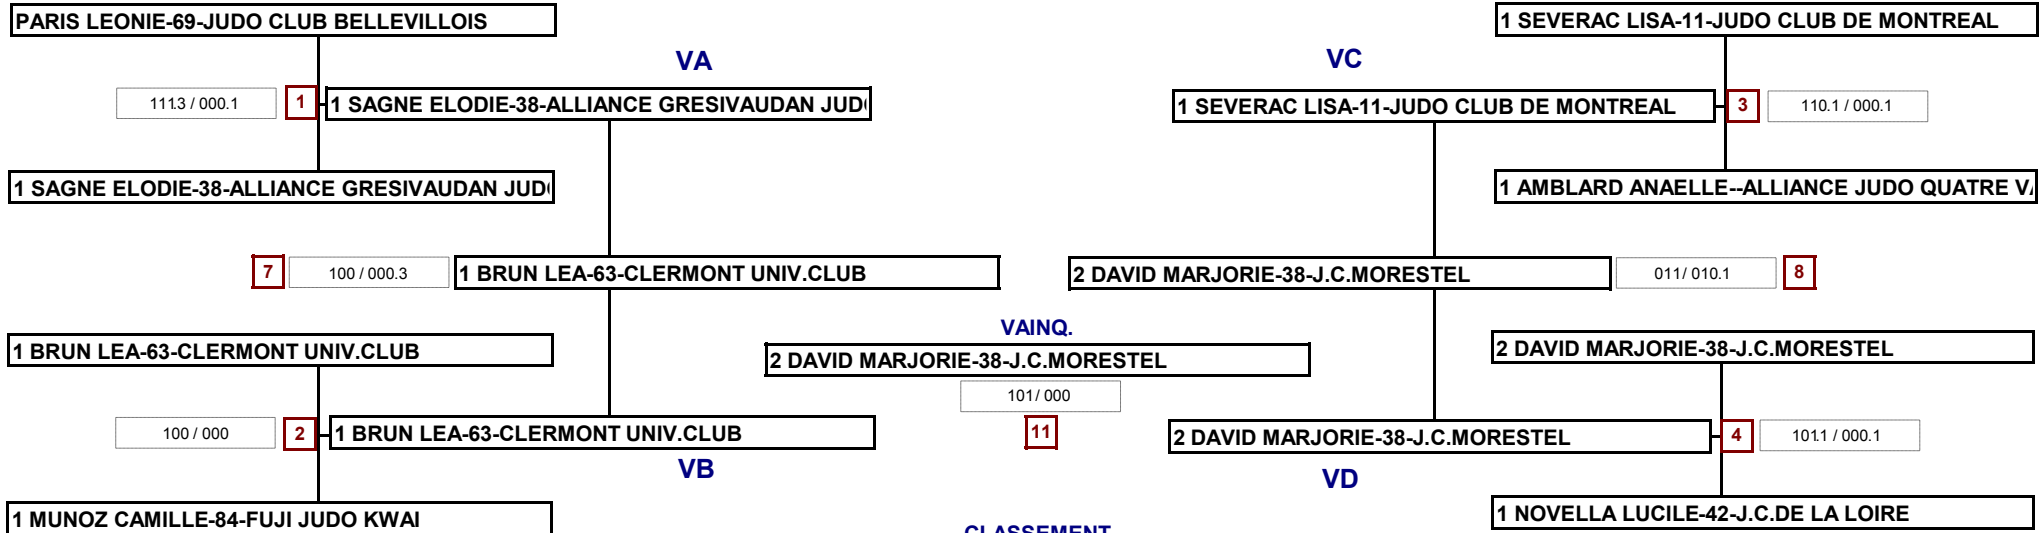 PARIS LEONIE-69-JUDO CLUB BELLEVILLOIS
1 SEVERAC LISA-11-JUDO CLUB DE MONTREAL
VA
VC
111.3 / 000.1
1
1 SAGNE ELODIE-38-ALLIANCE GRESIVAUDAN JUD
1 SEVERAC LISA-11-JUDO CLUB DE MONTREAL
3
110.1 / 000.1
1 SAGNE ELODIE-38-ALLIANCE GRESIVAUDAN JUD
1 AMBLARD ANAELLE--ALLIANCE JUDO QUATRE V
7
100 / 000.3
1 BRUN LEA-63-CLERMONT UNIV.CLUB
2 DAVID MARJORIE-38-J.C.MORESTEL
011 / 010.1
8
VAINQ.
1 BRUN LEA-63-CLERMONT UNIV.CLUB
2 DAVID MARJORIE-38-J.C.MORESTEL
2 DAVID MARJORIE-38-J.C.MORESTEL
101 / 000
100 / 000
2
1 BRUN LEA-63-CLERMONT UNIV.CLUB
11
2 DAVID MARJORIE-38-J.C.MORESTEL
4
101.1 / 000.1
VB
VD
1 MUNOZ CAMILLE-84-FUJI JUDO KWAI
1 NOVELLA LUCILE-42-J.C.DE LA LOIRE
CLASSEMENT